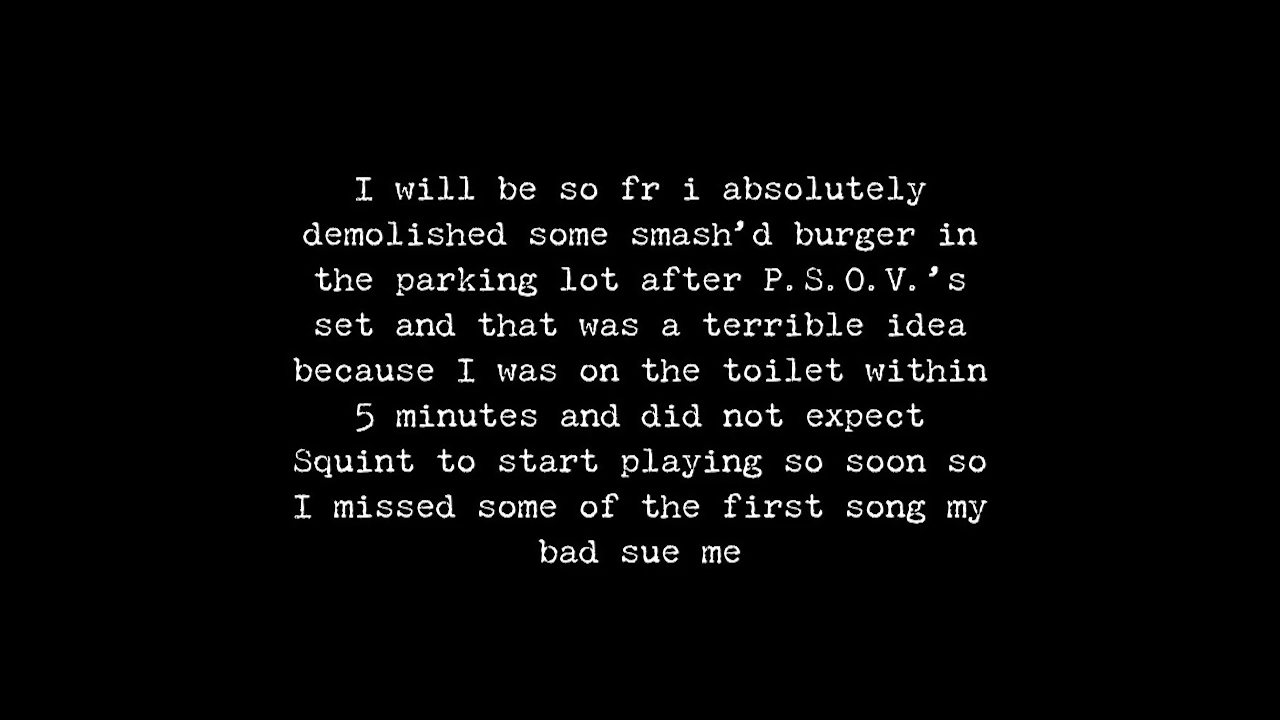 I will be so fr i absolutely
demolished some smash'd burger in
the parking lot after P.S.O.V.'s
set and that was a terrible idea
because I was on the toilet within
5 minutes and did not expect
Squint to start playing so soon so
I missed some of the first song my
bad sue me